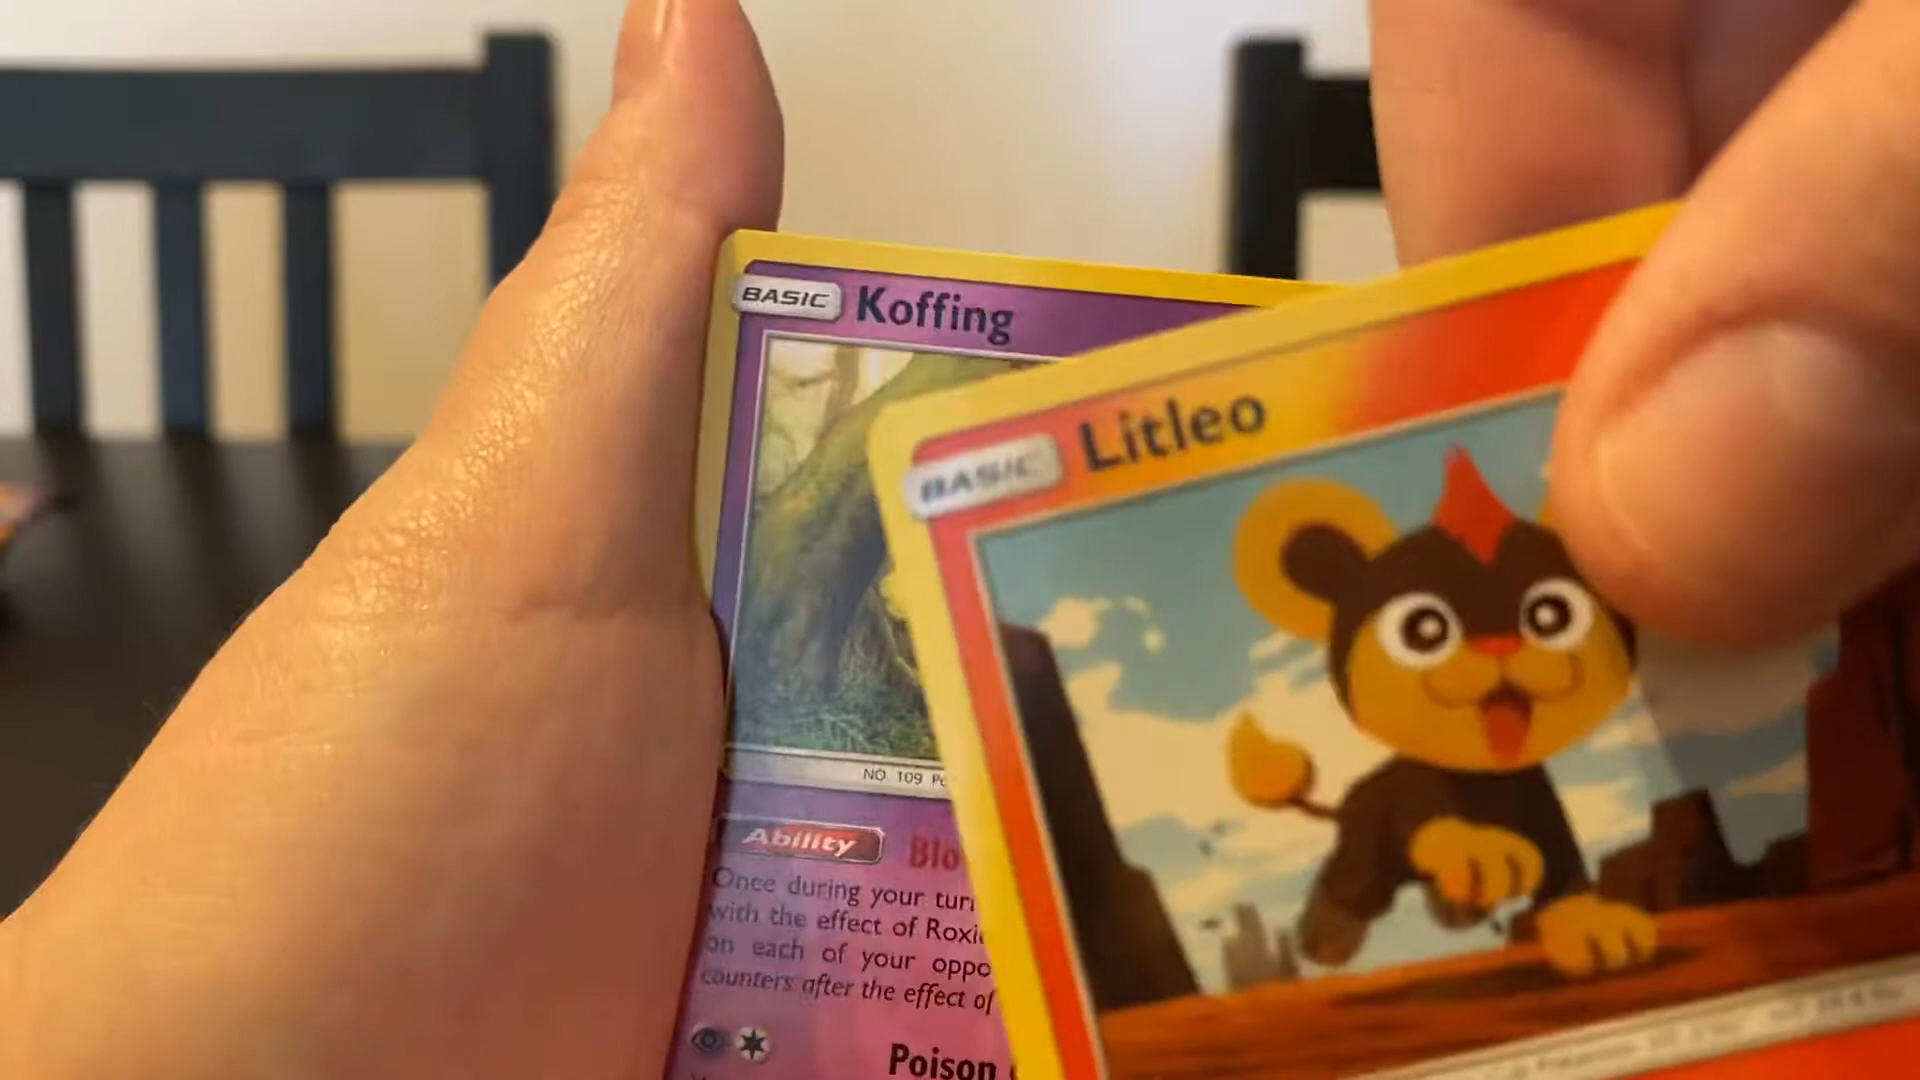 BASIC Koffing
NO. 109
Ability Blo
Once during your turn
with the effect of Roxie
on each of your oppo
counters after the effect of
Poison
BASIC Litleo